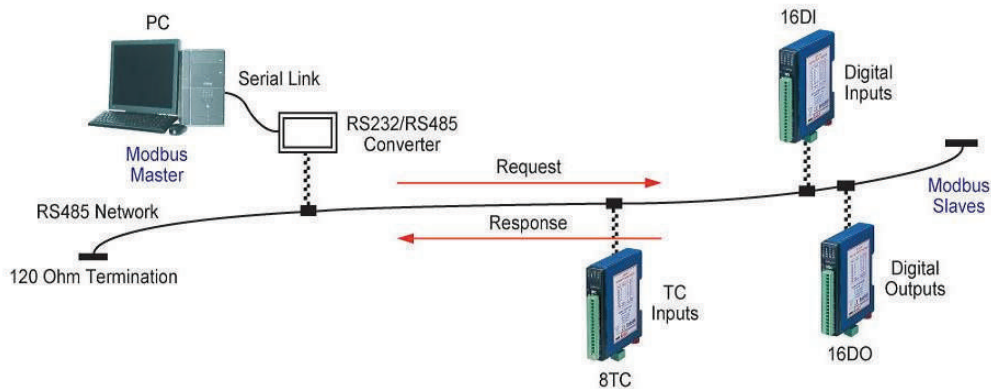 PC
Serial Link
Modbus
Master
RS232/RS485
Converter
RS485 Network
120 Ohm Termination
Request
Response
16DI
Digital
Inputs
Modbus
Slaves
TC
Inputs
8TC
Digital
Outputs
16DO